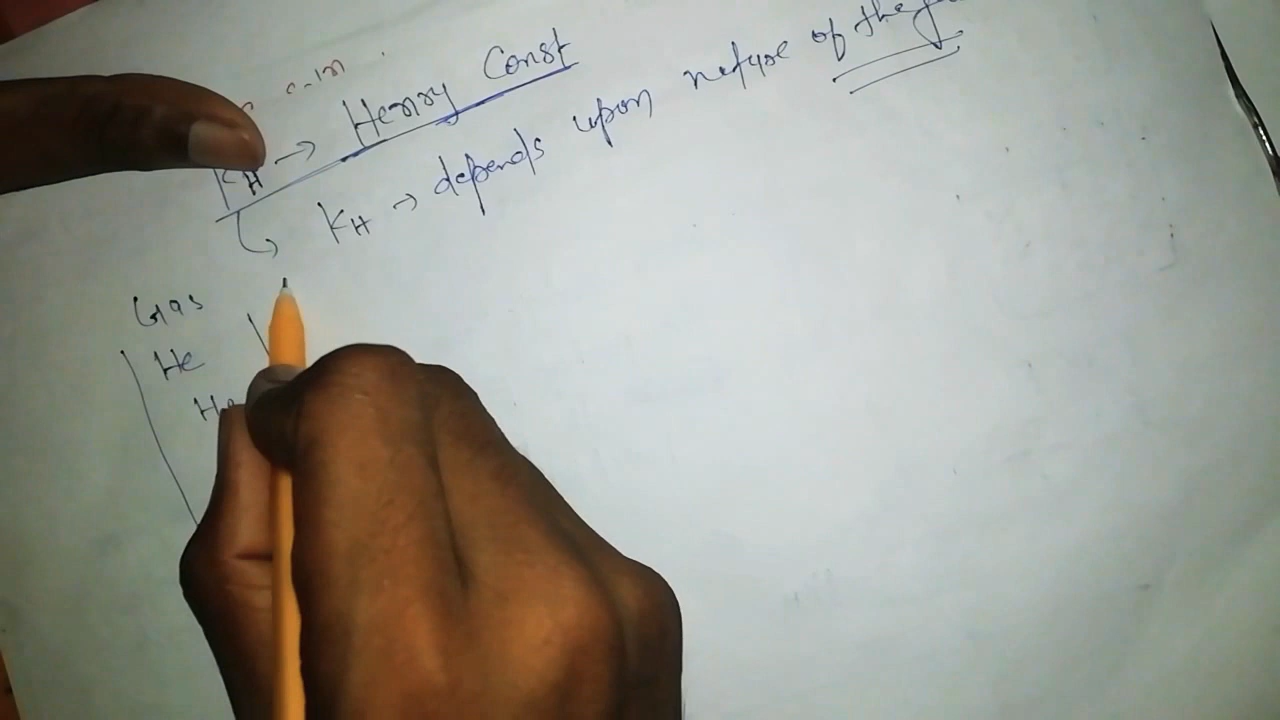 KH → Henry Const
KH → depends upon nature of the
Gas
He